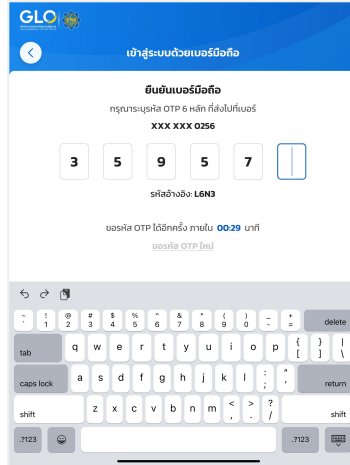 GLO
เข้าสู่ระบบด้วยเบอร์มือถือ
ยืนยันเบอร์มือถือ
กรุณาระบุรหัส OTP 6 หลัก ที่ส่งไปที่เบอร์
XXX XXX 0256
3 5 9 5 7
รหัสอ้างอิง: L6N3
ขอรหัส OTP ได้อีกครั้ง ภายใน 00:29 นาที
ขอรหัส OTP ใหม่
~ ! @ # $ % ^ & * ( ) _ +
` 1 2 3 4 5 6 7 8 9 0 - = delete
tab q w e r t y u i o p { [ } ] | \
caps lock a s d f g h j k l : ; " ' return
shift z x c v b n m < , > . ? / shift
.?123 .?123